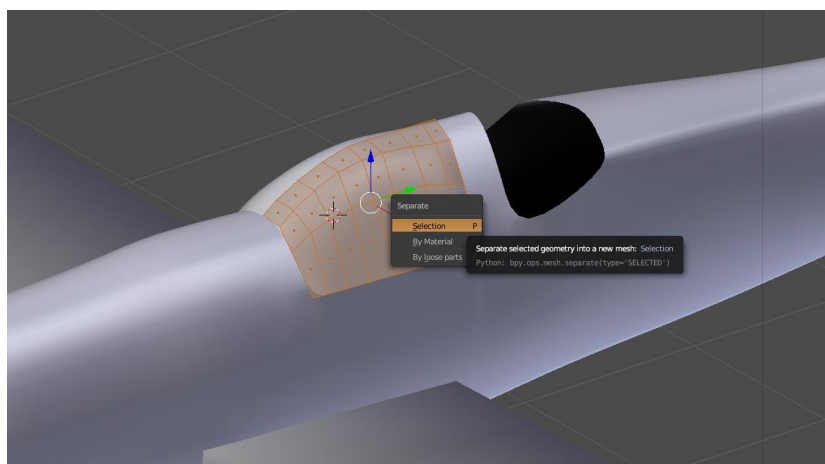 Separate
Selection P
By Material
By loose parts
Separate selected geometry into a new mesh: Selection
Python: bpy.ops.mesh.separate(type='SELECTED')